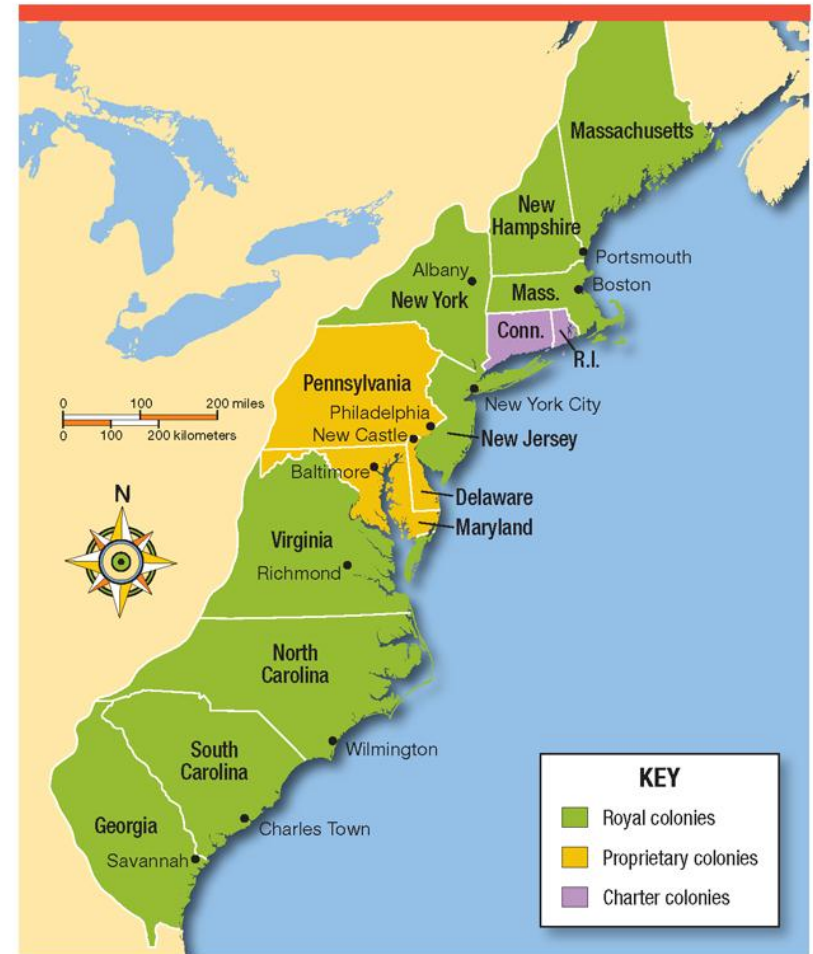 Massachusetts
New
Hampshire
Portsmouth
Albany
New York
Mass.
Boston
Conn.
R.I.
Pennsylvania
0 100 200 miles
0 100 200 kilometers
Philadelphia
New York City
New Castle
New Jersey
Baltimore
N
Delaware
Maryland
Virginia
Richmond
North
Carolina
South
Carolina
Wilmington
Georgia
Charles Town
Savannah
KEY
Royal colonies
Proprietary colonies
Charter colonies